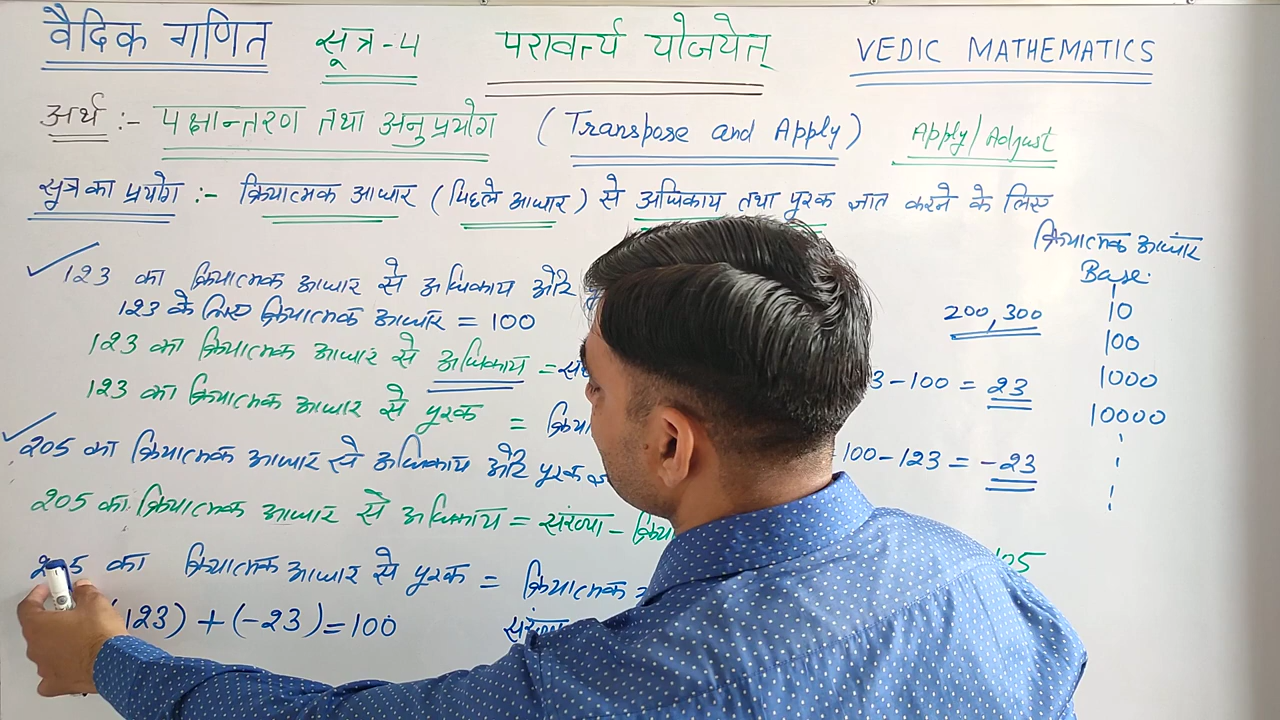 वैदिक गणित सूत्र-4 परावर्त्य योजयेत् VEDIC MATHEMATICS
अर्थ :- पक्षान्तरण तथा अनुप्रयोग (Transpose and Apply) Apply/Adjust
सूत्र का प्रयोग :- क्रियात्मक आधार (पिछले आधार) से अधिकाय तथा पूरक ज्ञात करने के लिए
क्रियात्मक आधार
Base:
10
100
1000
10000
200, 300
123 का क्रियात्मक आधार से अधिकाय और
123 के लिए क्रियात्मक आधार = 100
123 का क्रियात्मक आधार से अधिकाय = 3-100 = 23
123 का क्रियात्मक आधार से पूरक = 100-123 = -23
205 का क्रियात्मक आधार से अधिकाय और पूरक
205 का क्रियात्मक आधार से अधिकाय = संख्या - 105
205 का क्रियात्मक आधार से पूरक = क्रियात्मक
123) + (-23) = 100